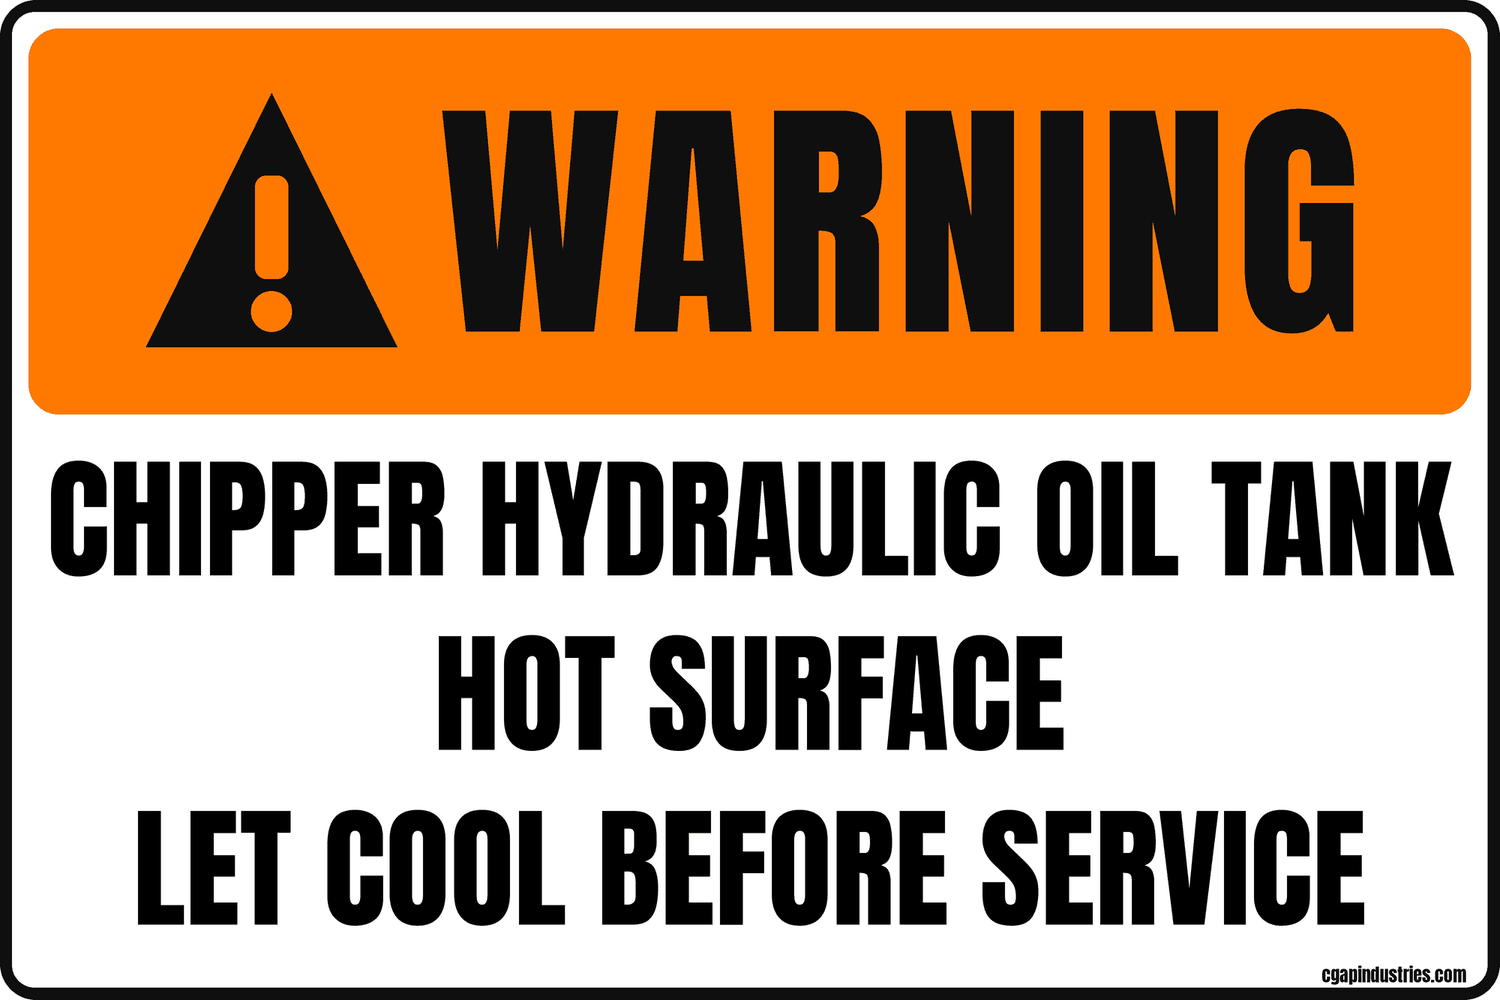 WARNING
CHIPPER HYDRAULIC OIL TANK
HOT SURFACE
LET COOL BEFORE SERVICE
cgapindustries.com